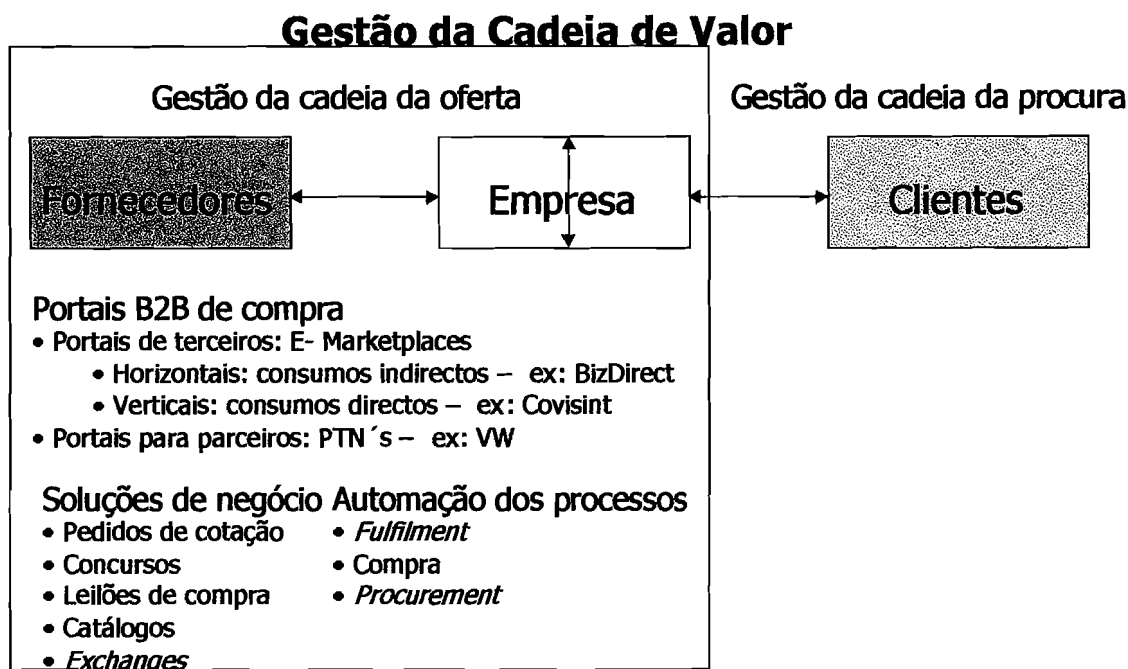 Gestão da Cadeia de Valor
Gestão da cadeia da oferta
Gestão da cadeia da procura
Fornecedores
Empresa
Clientes
Portais B2B de compra
• Portais de terceiros: E- Marketplaces
• Horizontais: consumos indirectos – ex: BizDirect
• Verticais: consumos directos – ex: Covisint
• Portais para parceiros: PTN´s – ex: VW
Soluções de negócio
• Pedidos de cotação
• Concursos
• Leilões de compra
• Catálogos
• Exchanges
Automação dos processos
• Fulfilment
• Compra
• Procurement